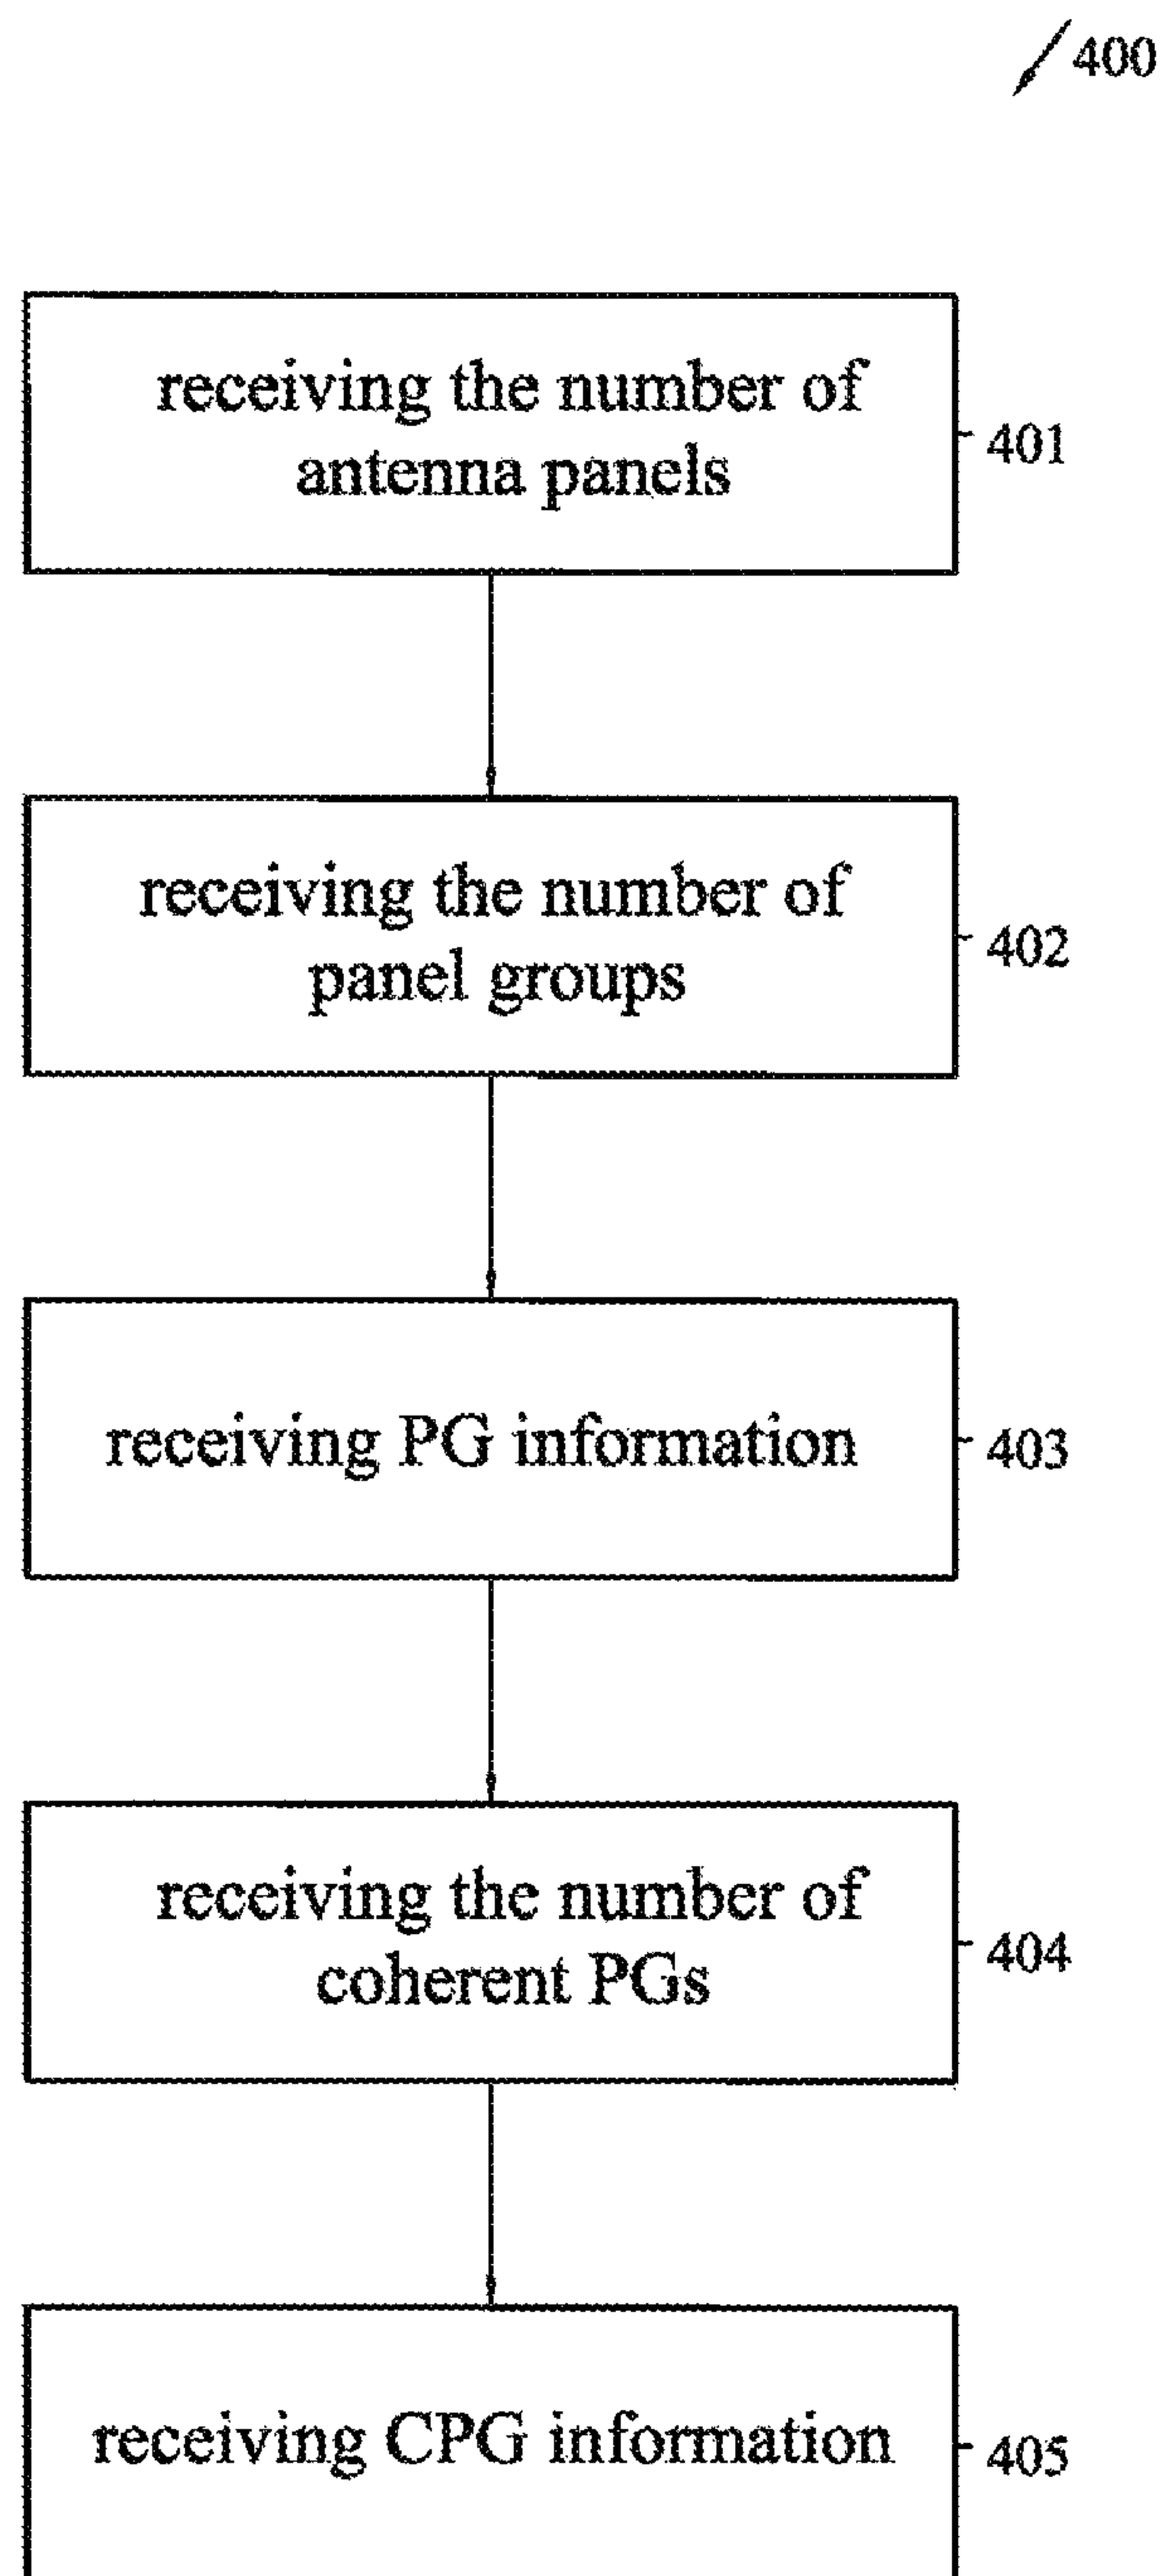 400
receiving the number of
antenna panels
401
receiving the number of
panel groups
402
receiving PG information
403
receiving the number of
coherent PGs
404
receiving CPG information
405